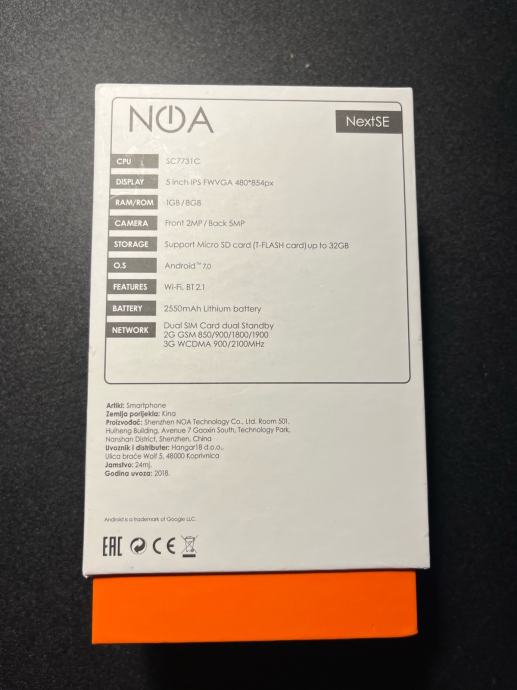 NOA
NextSE
CPU SC7731C
DISPLAY 5 inch IPS FWVGA 480*854px
RAM/ROM 1GB/8GB
CAMERA Front 2MP/Back 5MP
STORAGE Support Micro SD card (T-FLASH card) up to 32GB
O.S Android™ 7.0
FEATURES Wi-Fi, BT 2.1
BATTERY 2550mAh Lithium battery
NETWORK Dual SIM Card dual Standby
2G GSM 850/900/1800/1900
3G WCDMA 900/2100MHz
Artikl: Smartphone
Zemlja porijekla: Kina
Proizvođač: Shenzhen NOA Technology Co., Ltd. Room 501,
Huiheng Building, Avenue 7 Gaoxin South, Technology Park,
Nanshan District, Shenzhen, China
Uvoznik i distributer: Hangar18 d.o.o.,
Ulica braće Wolf 5, 48000 Koprivnica
Jamstvo: 24mj.
Godina uvoza: 2018.
Android is a trademark of Google LLC.
EAC CE